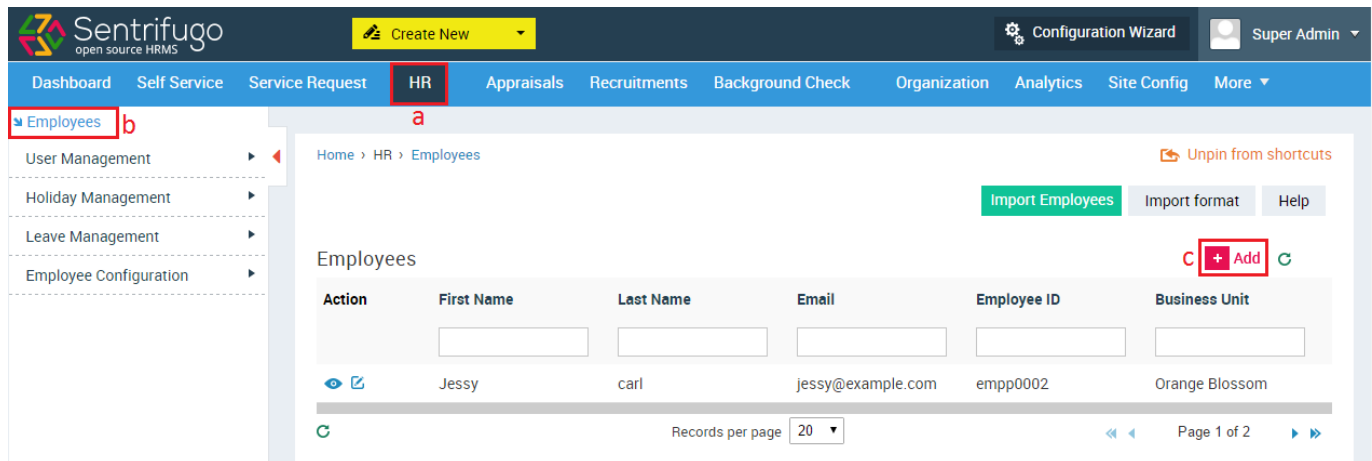 Sentrifugo
open source HRMS
Create New
Configuration Wizard
Super Admin
Dashboard Self Service Service Request HR Appraisals Recruitments Background Check Organization Analytics Site Config More
a
Employees b
User Management
Home › HR › Employees
Unpin from shortcuts
Holiday Management
Import Employees Import format Help
Leave Management
Employees
c + Add
Employee Configuration
Action First Name Last Name Email Employee ID Business Unit
Jessy carl jessy@example.com empp0002 Orange Blossom
Records per page 20 Page 1 of 2